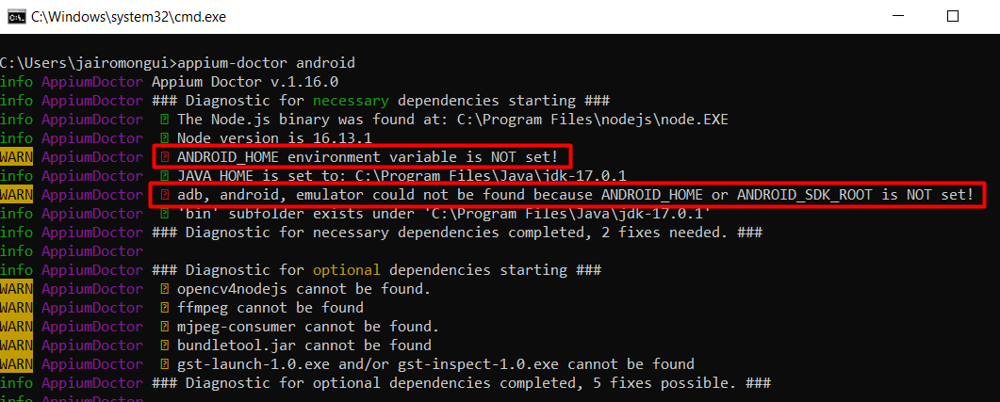 C:\Windows\system32\cmd.exe
C:\Users\jairomongui>appium-doctor android
info AppiumDoctor Appium Doctor v.1.16.0
info AppiumDoctor ### Diagnostic for necessary dependencies starting ###
info AppiumDoctor The Node.js binary was found at: C:\Program Files\nodejs\node.EXE
info AppiumDoctor Node version is 16.13.1
WARN AppiumDoctor ANDROID_HOME environment variable is NOT set!
info AppiumDoctor JAVA_HOME is set to: C:\Program Files\Java\jdk-17.0.1
WARN AppiumDoctor adb, android, emulator could not be found because ANDROID_HOME or ANDROID_SDK_ROOT is NOT set!
info AppiumDoctor 'bin' subfolder exists under 'C:\Program Files\Java\jdk-17.0.1'
info AppiumDoctor ### Diagnostic for necessary dependencies completed, 2 fixes needed. ###
info AppiumDoctor
info AppiumDoctor ### Diagnostic for optional dependencies starting ###
WARN AppiumDoctor opencv4nodejs cannot be found.
WARN AppiumDoctor ffmpeg cannot be found
WARN AppiumDoctor mjpeg-consumer cannot be found.
WARN AppiumDoctor bundletool.jar cannot be found
WARN AppiumDoctor gst-launch-1.0.exe and/or gst-inspect-1.0.exe cannot be found
info AppiumDoctor ### Diagnostic for optional dependencies completed, 5 fixes possible. ###
info AppiumDoctor